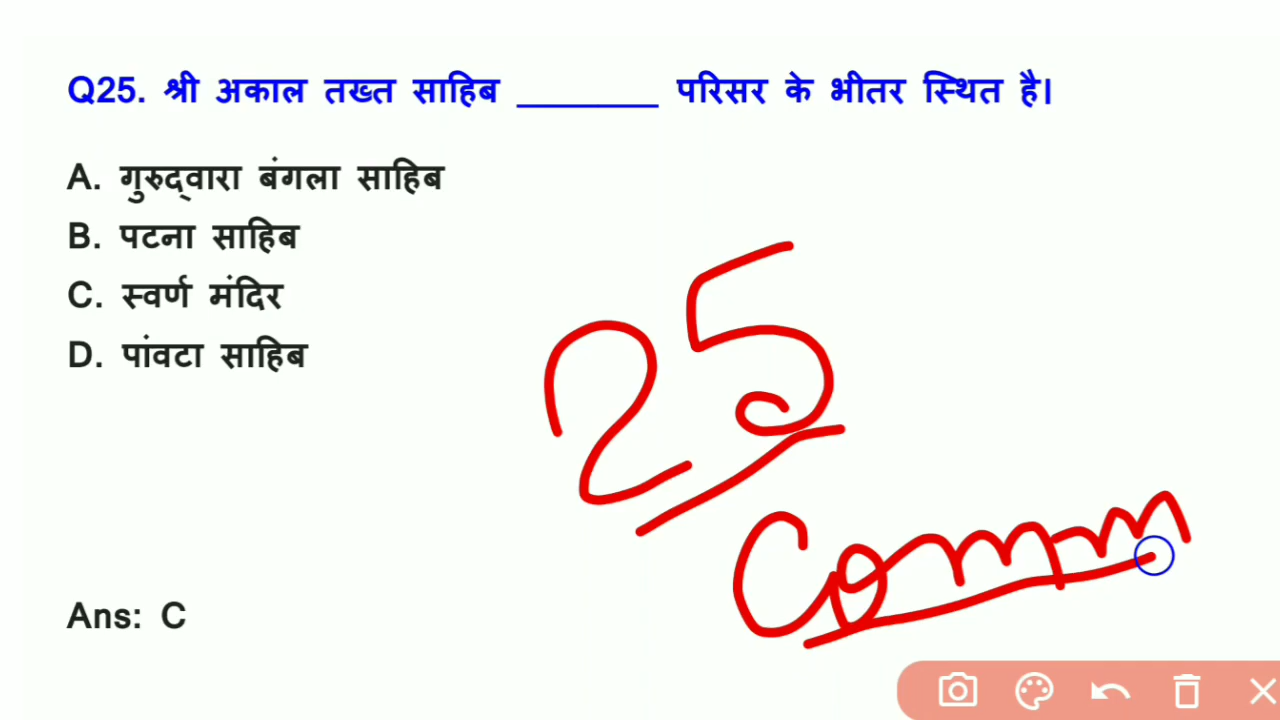 Q25. श्री अकाल तख्त साहिब ________ परिसर के भीतर स्थित है।
A. गुरुद्वारा बंगला साहिब
B. पटना साहिब
C. स्वर्ण मंदिर
D. पांवटा साहिब
25
Comm
Ans: C